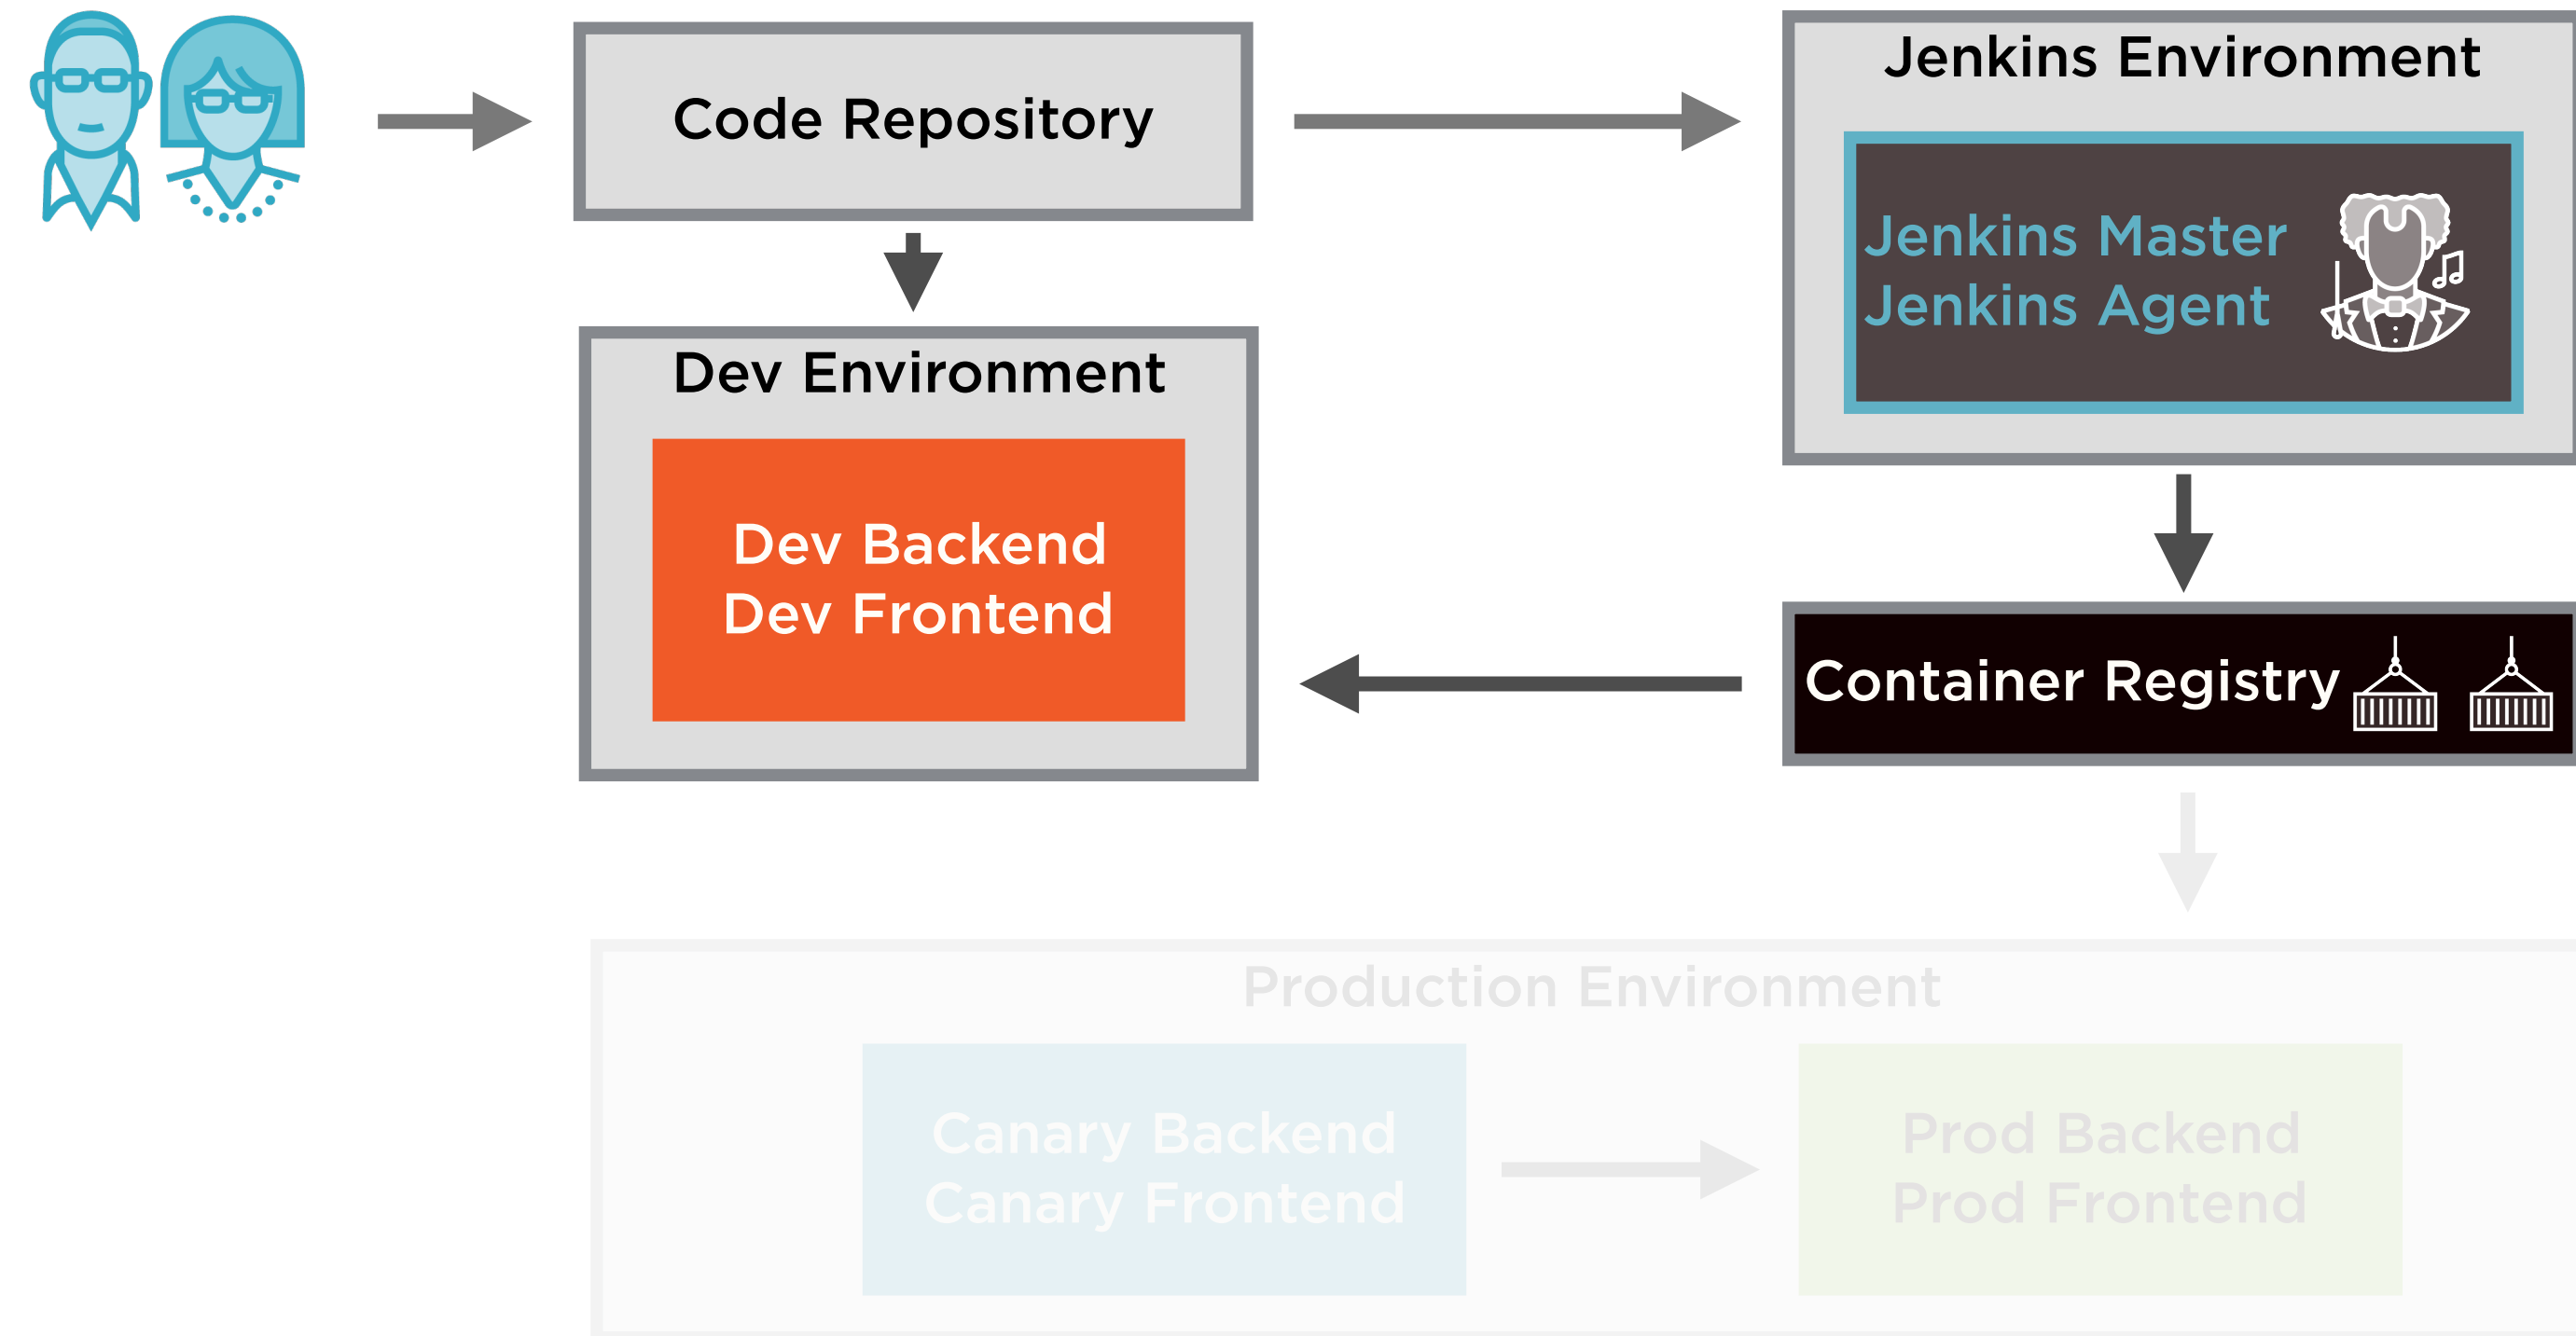 Code Repository
Jenkins Environment
Jenkins Master
Jenkins Agent
Dev Environment
Dev Backend
Dev Frontend
Container Registry
Production Environment
Canary Backend
Canary Frontend
Prod Backend
Prod Frontend